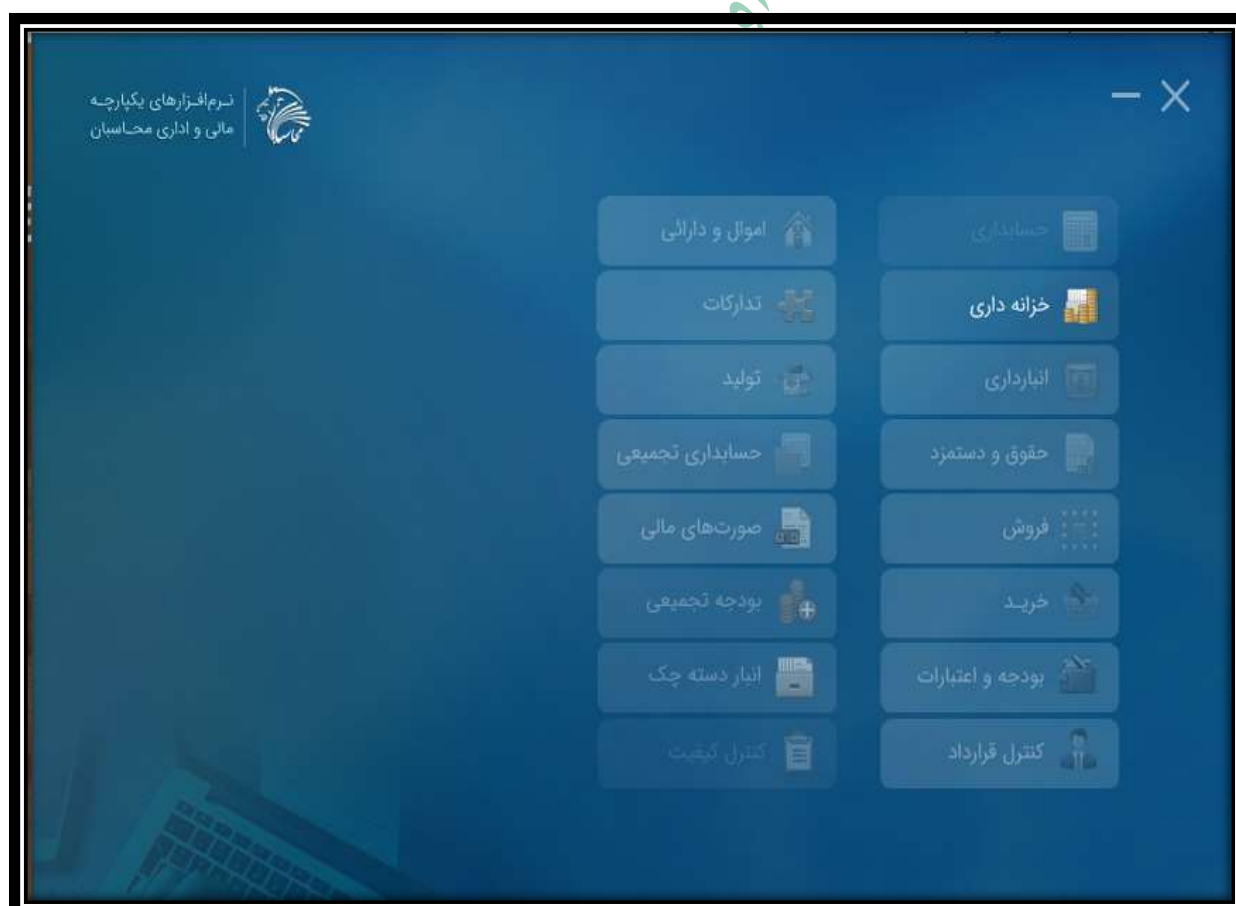 نرم‌افزارهای یکپارچه
مالی و اداری محاسبان
محاسبان
حسابداری
خزانه داری
انبارداری
حقوق و دستمزد
فروش
خرید
بودجه و اعتبارات
کنترل قرارداد
اموال و دارائی
تدارکات
تولید
حسابداری تجمیعی
صورت‌های مالی
بودجه تجمیعی
انبار دسته چک
کنترل کیفیت